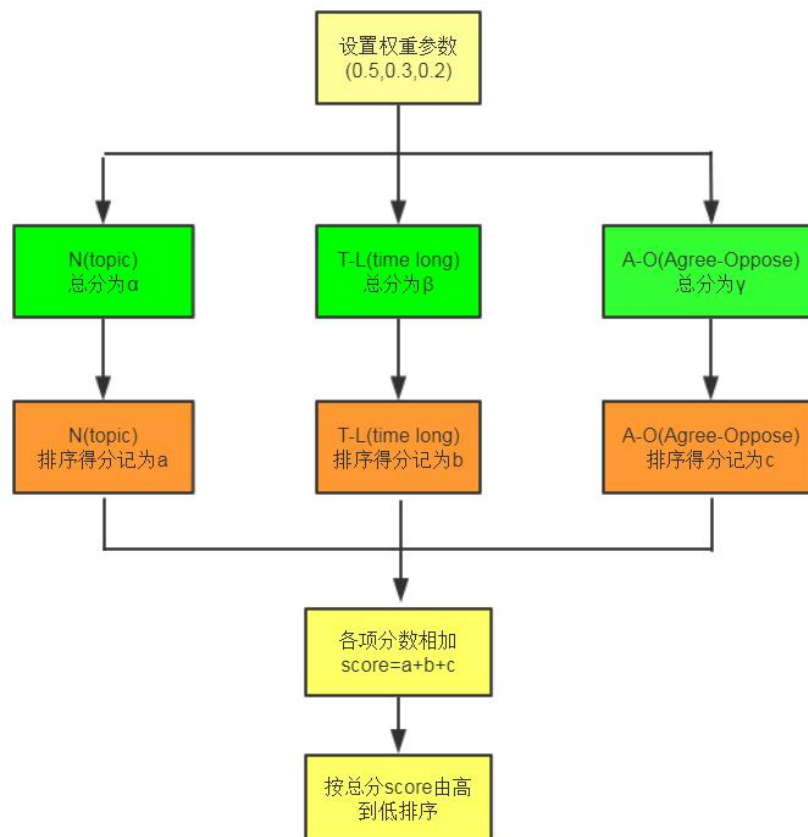 设置权重参数
(0.5,0.3,0.2)
N(topic)
总分为α
T-L(time long)
总分为β
A-O(Agree-Oppose)
总分为γ
N(topic)
排序得分记为a
T-L(time long)
排序得分记为b
A-O(Agree-Oppose)
排序得分记为c
各项分数相加
score=a+b+c
按总分score由高
到低排序